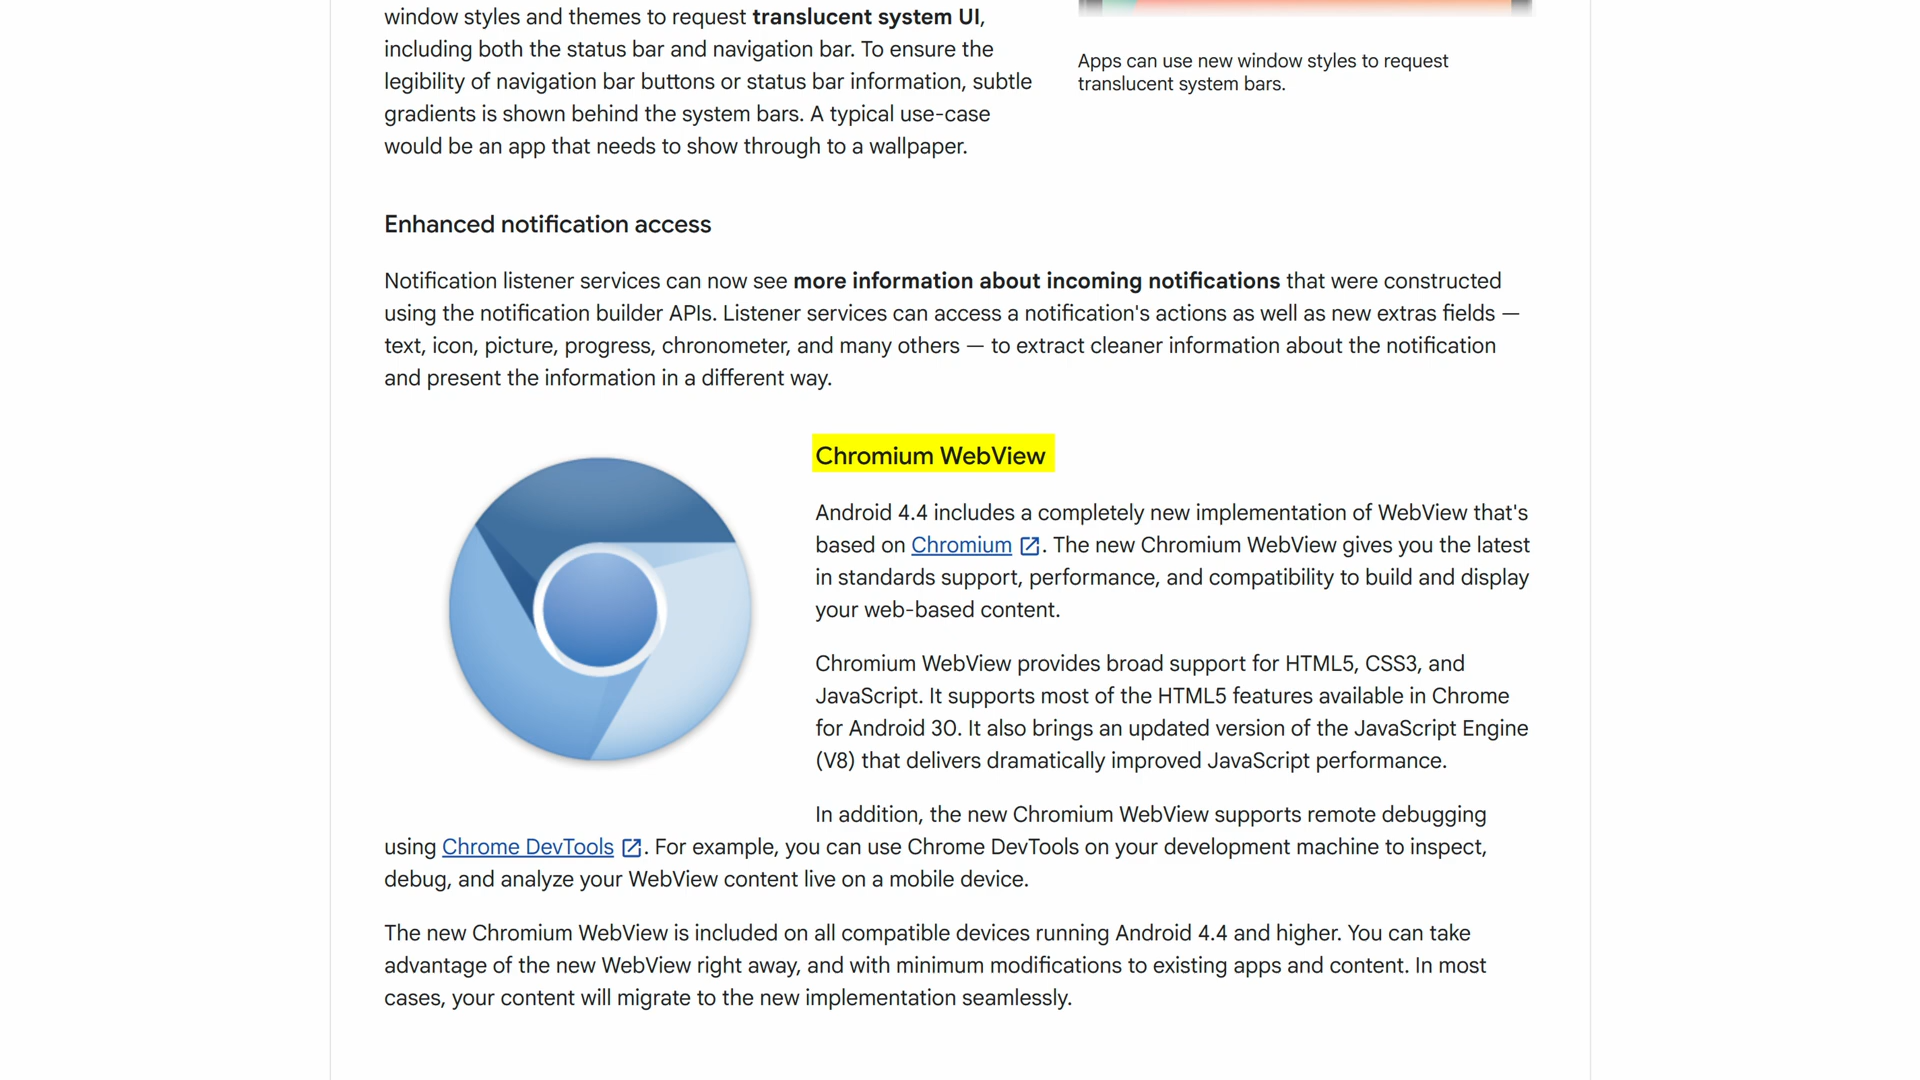 window styles and themes to request translucent system UI,
including both the status bar and navigation bar. To ensure the
legibility of navigation bar buttons or status bar information, subtle
gradients is shown behind the system bars. A typical use-case
would be an app that needs to show through to a wallpaper.
Apps can use new window styles to request
translucent system bars.
Enhanced notification access
Notification listener services can now see more information about incoming notifications that were constructed
using the notification builder APIs. Listener services can access a notification's actions as well as new extras fields —
text, icon, picture, progress, chronometer, and many others — to extract cleaner information about the notification
and present the information in a different way.
Chromium WebView
Android 4.4 includes a completely new implementation of WebView that's
based on Chromium. The new Chromium WebView gives you the latest
in standards support, performance, and compatibility to build and display
your web-based content.
Chromium WebView provides broad support for HTML5, CSS3, and
JavaScript. It supports most of the HTML5 features available in Chrome
for Android 30. It also brings an updated version of the JavaScript Engine
(V8) that delivers dramatically improved JavaScript performance.
In addition, the new Chromium WebView supports remote debugging
using Chrome DevTools. For example, you can use Chrome DevTools on your development machine to inspect,
debug, and analyze your WebView content live on a mobile device.
The new Chromium WebView is included on all compatible devices running Android 4.4 and higher. You can take
advantage of the new WebView right away, and with minimum modifications to existing apps and content. In most
cases, your content will migrate to the new implementation seamlessly.